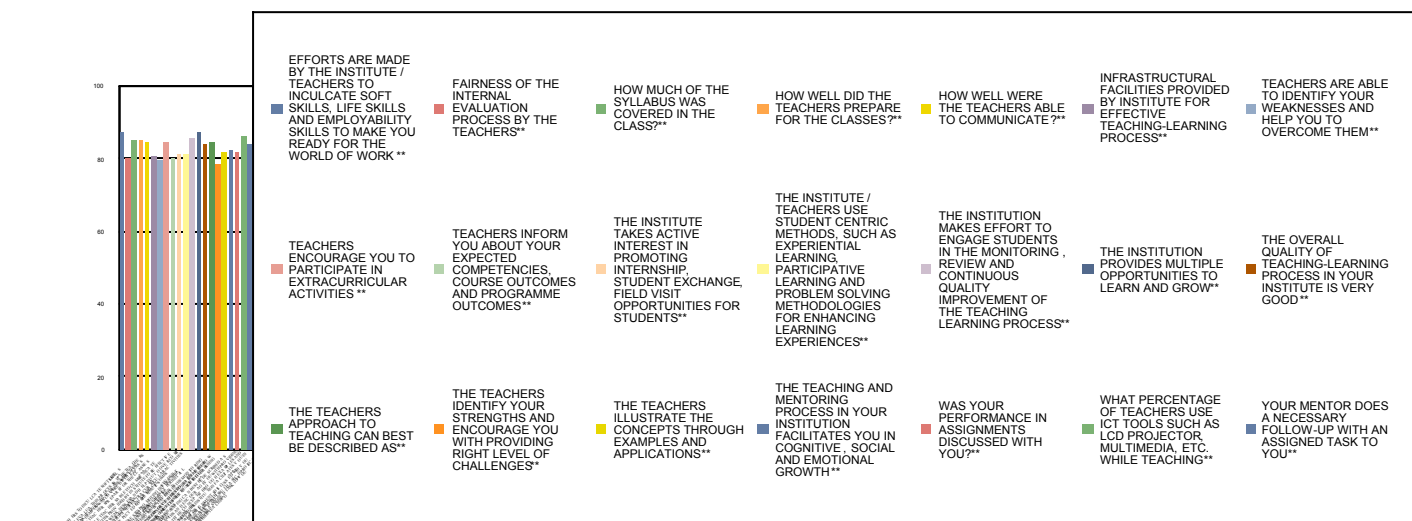 EFFORTS ARE MADE
BY THE INSTITUTE /
TEACHERS TO
INCULCATE SOFT
SKILLS, LIFE SKILLS
AND EMPLOYABILITY
SKILLS TO MAKE YOU
READY FOR THE
WORLD OF WORK **
FAIRNESS OF THE
INTERNAL
EVALUATION
PROCESS BY THE
TEACHERS**
HOW MUCH OF THE
SYLLABUS WAS
COVERED IN THE
CLASS?**
HOW WELL DID THE
TEACHERS PREPARE
FOR THE CLASSES?**
HOW WELL WERE
THE TEACHERS ABLE
TO COMMUNICATE?**
INFRASTRUCTURAL
FACILITIES PROVIDED
BY INSTITUTE FOR
EFFECTIVE
TEACHING-LEARNING
PROCESS**
TEACHERS ARE ABLE
TO IDENTIFY YOUR
WEAKNESSES AND
HELP YOU TO
OVERCOME THEM**
TEACHERS
ENCOURAGE YOU TO
PARTICIPATE IN
EXTRACURRICULAR
ACTIVITIES **
TEACHERS INFORM
YOU ABOUT YOUR
EXPECTED
COMPETENCIES,
COURSE OUTCOMES
AND PROGRAMME
OUTCOMES**
THE INSTITUTE
TAKES ACTIVE
INTEREST IN
PROMOTING
INTERNSHIP,
STUDENT EXCHANGE,
FIELD VISIT
OPPORTUNITIES FOR
STUDENTS**
THE INSTITUTE /
TEACHERS USE
STUDENT CENTRIC
METHODS, SUCH AS
EXPERIENTIAL
LEARNING,
PARTICIPATIVE
LEARNING AND
PROBLEM SOLVING
METHODOLOGIES
FOR ENHANCING
LEARNING
EXPERIENCES**
THE INSTITUTION
MAKES EFFORT TO
ENGAGE STUDENTS
IN THE MONITORING ,
REVIEW AND
CONTINUOUS
QUALITY
IMPROVEMENT OF
THE TEACHING
LEARNING PROCESS**
THE INSTITUTION
PROVIDES MULTIPLE
OPPORTUNITIES TO
LEARN AND GROW**
THE OVERALL
QUALITY OF
TEACHING-LEARNING
PROCESS IN YOUR
INSTITUTE IS VERY
GOOD**
THE TEACHERS
APPROACH TO
TEACHING CAN BEST
BE DESCRIBED AS**
THE TEACHERS
IDENTIFY YOUR
STRENGTHS AND
ENCOURAGE YOU
WITH PROVIDING
RIGHT LEVEL OF
CHALLENGES**
THE TEACHERS
ILLUSTRATE THE
CONCEPTS THROUGH
EXAMPLES AND
APPLICATIONS**
THE TEACHING AND
MENTORING
PROCESS IN YOUR
INSTITUTION
FACILITATES YOU IN
COGNITIVE , SOCIAL
AND EMOTIONAL
GROWTH**
WAS YOUR
PERFORMANCE IN
ASSIGNMENTS
DISCUSSED WITH
YOU?**
WHAT PERCENTAGE
OF TEACHERS USE
ICT TOOLS SUCH AS
LCD PROJECTOR,
MULTIMEDIA, ETC.
WHILE TEACHING**
YOUR MENTOR DOES
A NECESSARY
FOLLOW-UP WITH AN
ASSIGNED TASK TO
YOU**
100
80
60
40
20
0